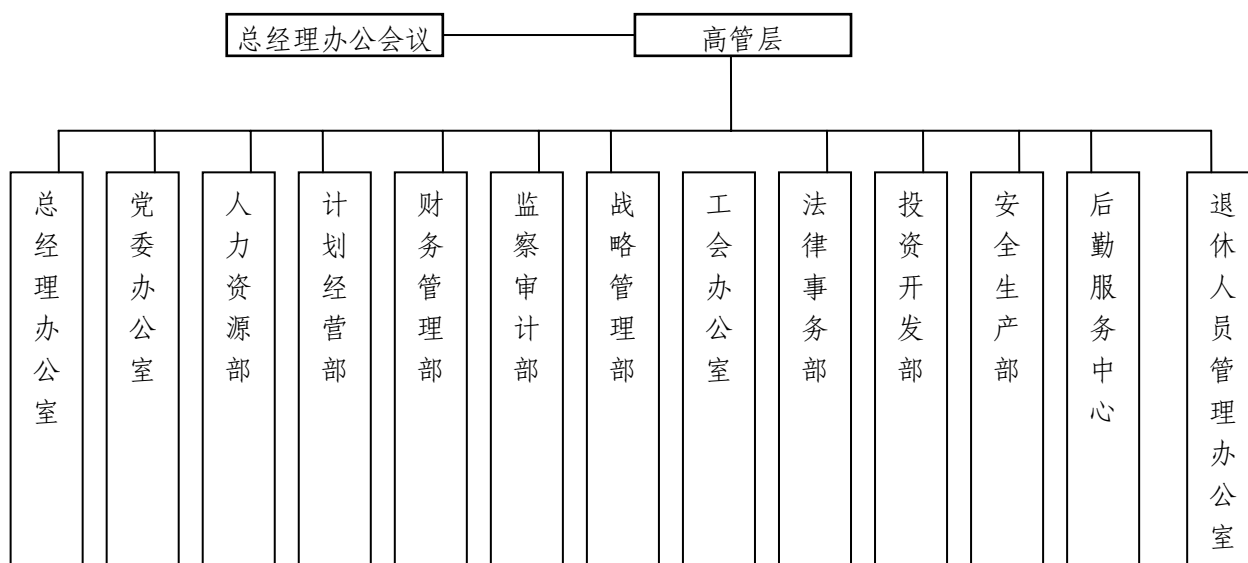 总经理办公会议
高管层
总经理办公室
党委办公室
人力资源部
计划经营部
财务管理部
监察审计部
战略管理部
工会办公室
法律事务部
投资开发部
安全生产部
后勤服务中心
退休人员管理办公室